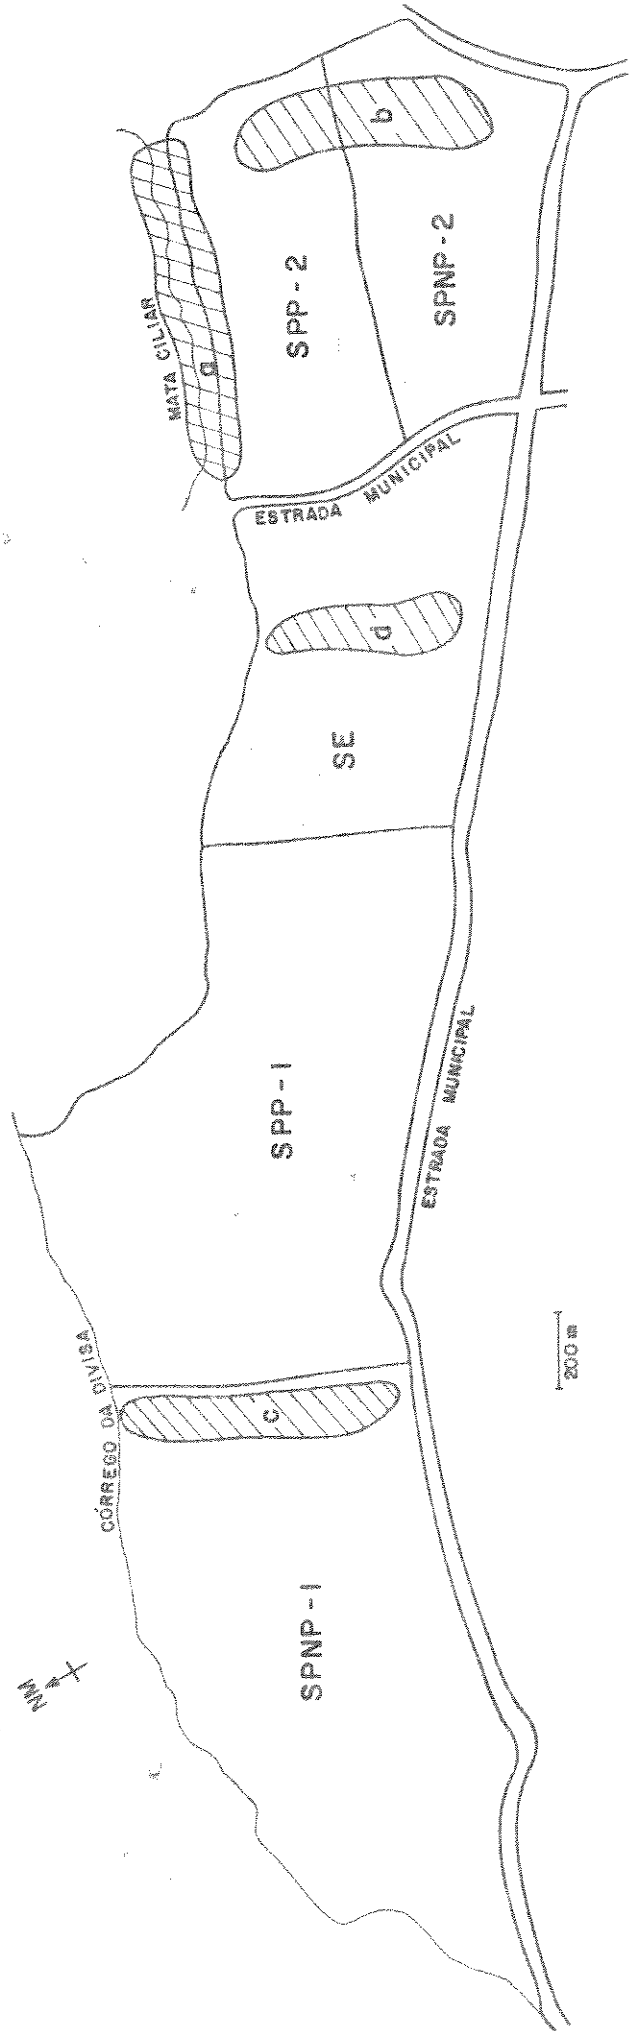 MATA CILIAR
a
b
SPP-2
SPNP-2
ESTRADA MUNICIPAL
d
SE
SPP-1
ESTRADA MUNICIPAL
CÓRREGO DA DIVISA
c
200 m
SPNP-1
NM